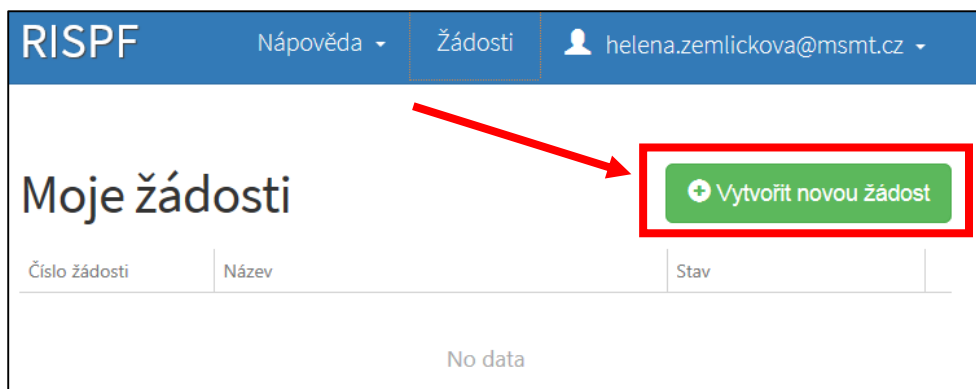 RISPF Nápověda Žádosti helena.zemlickova@msmt.cz
Moje žádosti
Vytvořit novou žádost
Číslo žádosti Název Stav
No data